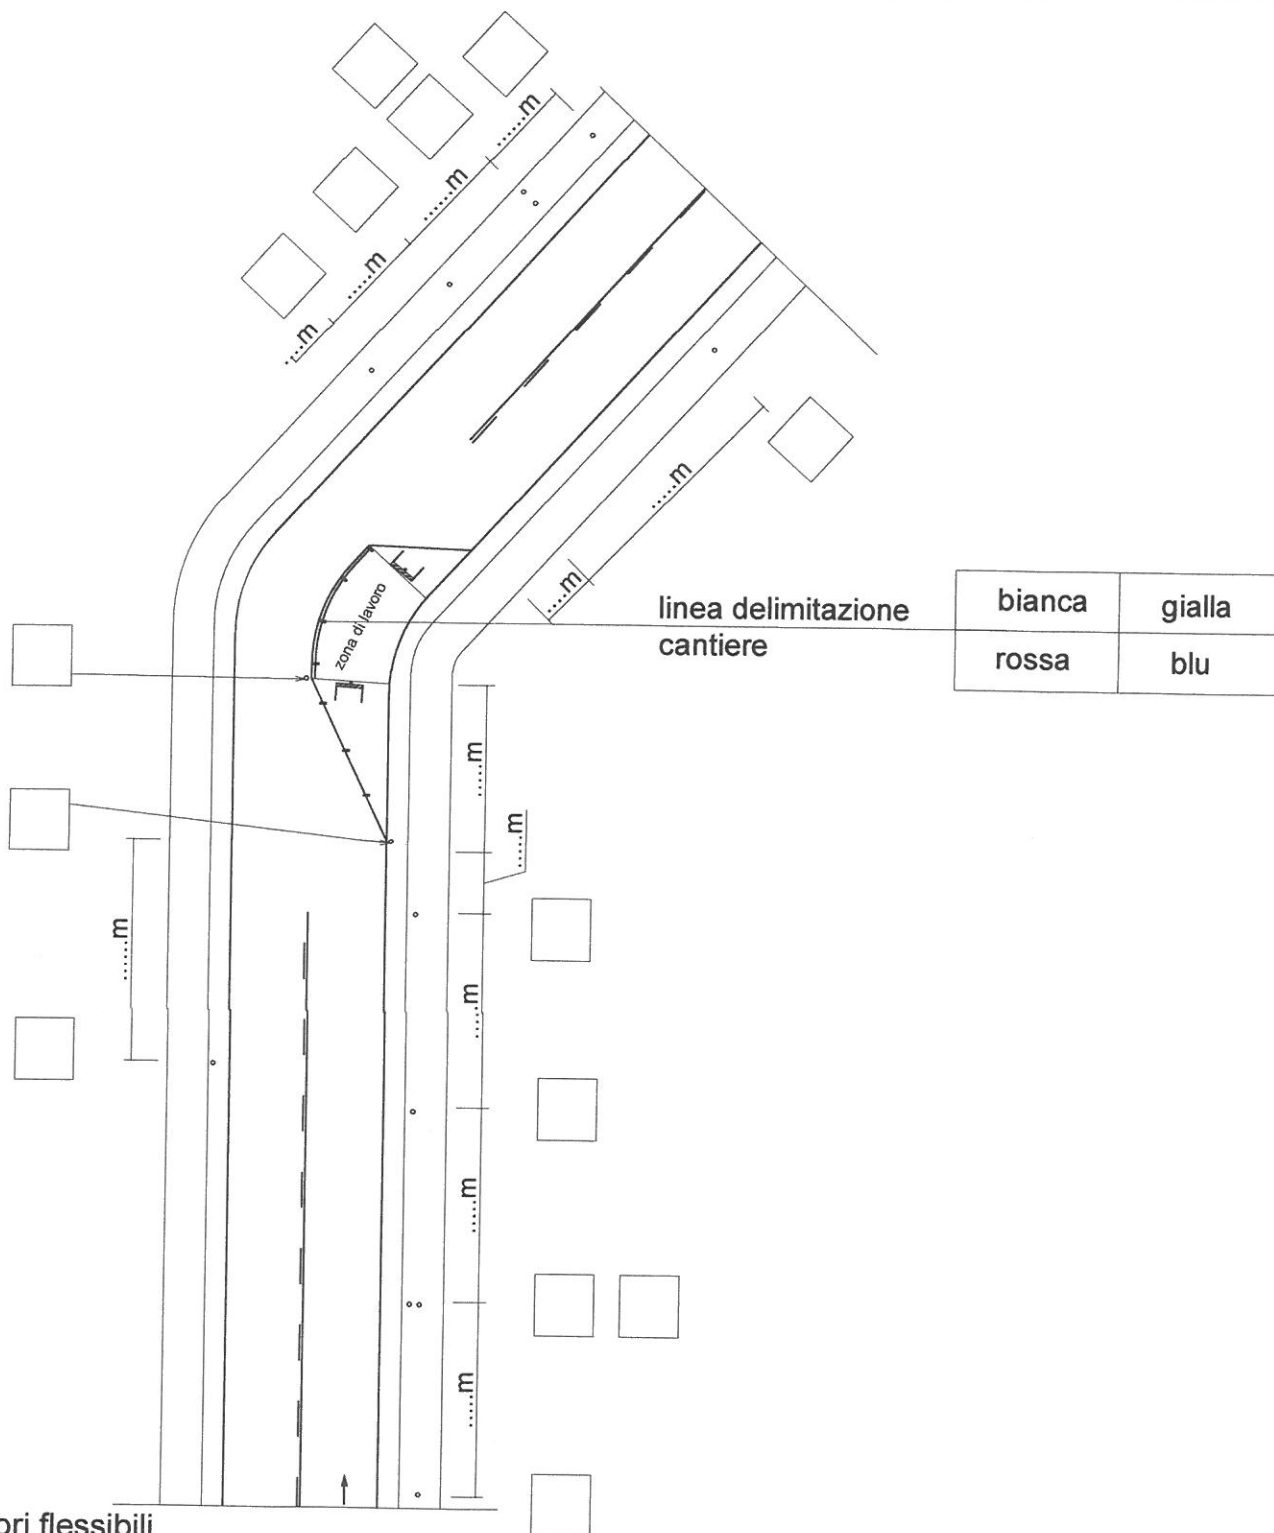 ......m
.......m
......m
......m
......m
.....m
linea delimitazione
cantiere
bianca
gialla
rossa
blu
zona di lavoro
......m
......m
......m
.....m
......m
......m
ori flessibili